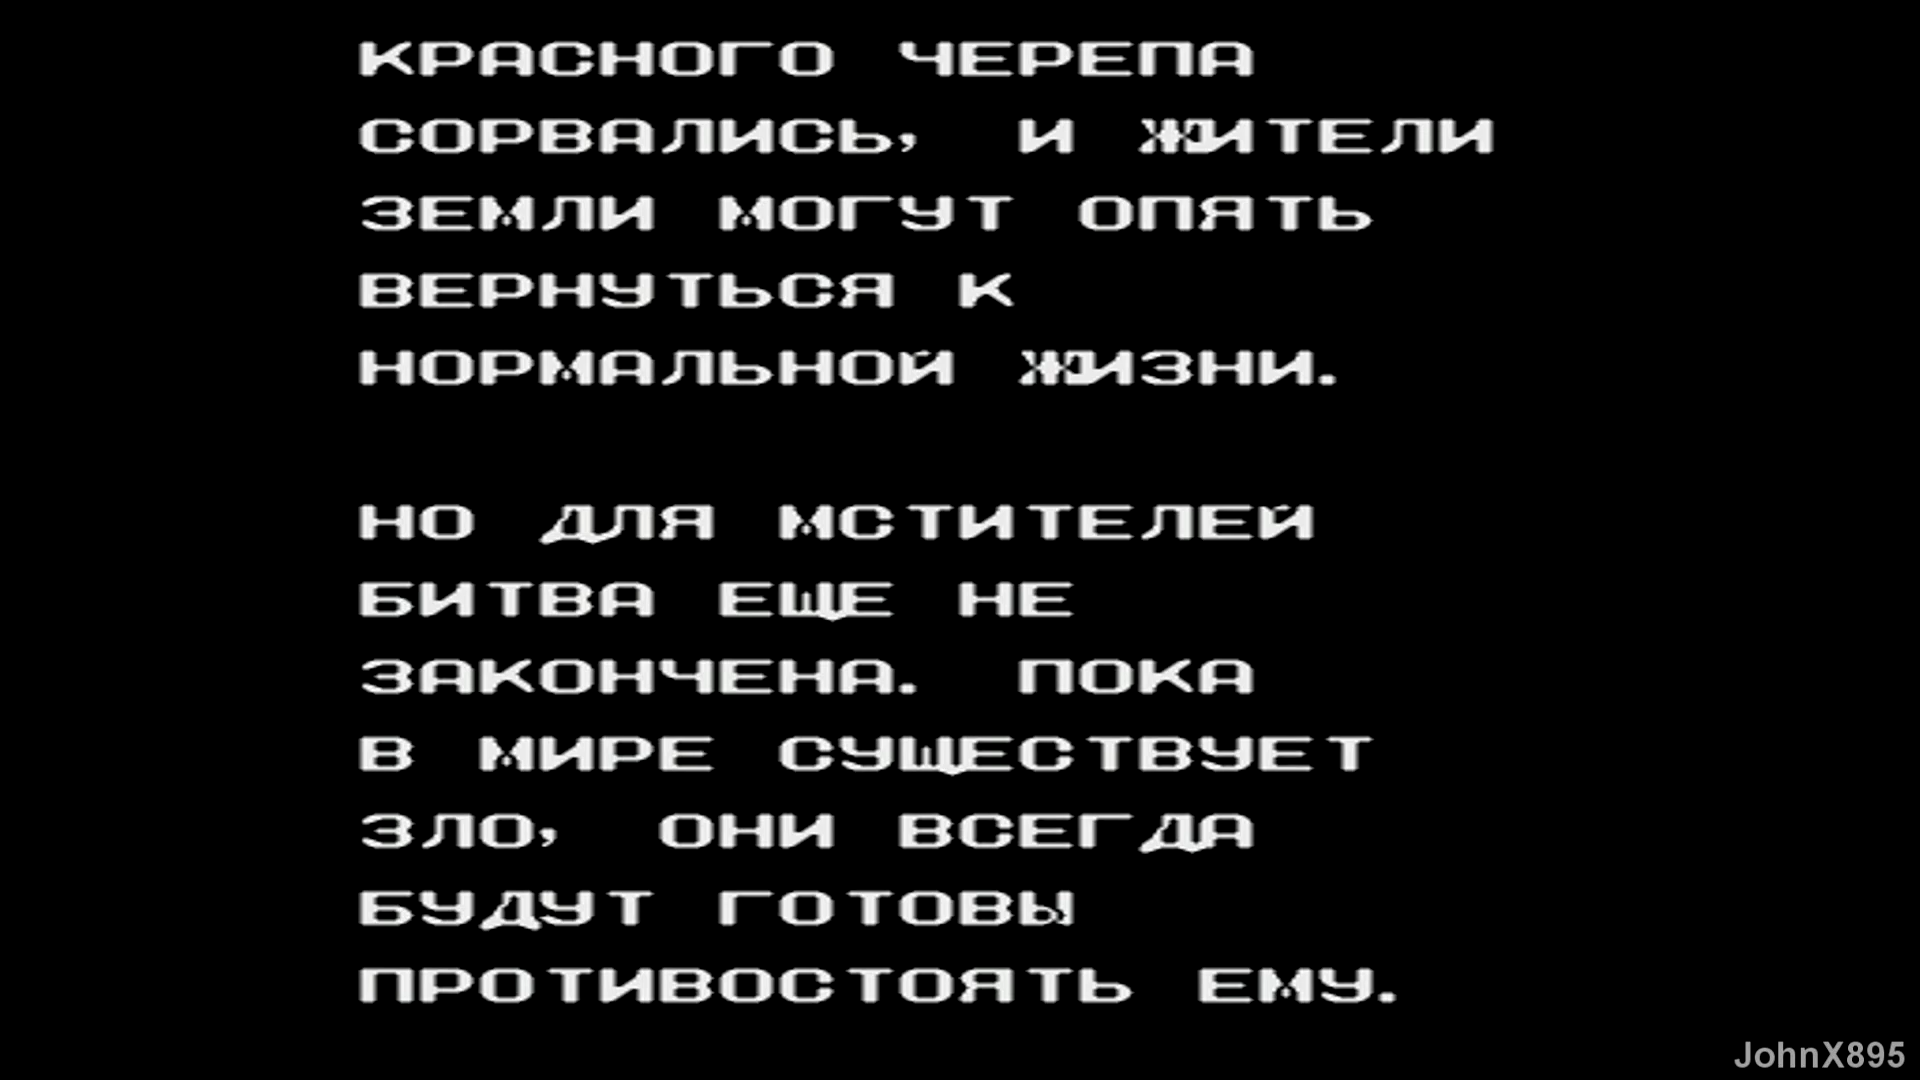 КРАСНОГО ЧЕРЕПА
СОРВАЛИСЬ, И ЖИТЕЛИ
ЗЕМЛИ МОГУТ ОПЯТЬ
ВЕРНУТЬСЯ К
НОРМАЛЬНОЙ ЖИЗНИ.
НО ДЛЯ МСТИТЕЛЕЙ
БИТВА ЕЩЕ НЕ
ЗАКОНЧЕНА. ПОКА
В МИРЕ СУЩЕСТВУЕТ
ЗЛО, ОНИ ВСЕГДА
БУДУТ ГОТОВЫ
ПРОТИВОСТОЯТЬ ЕМУ.
JohnX895